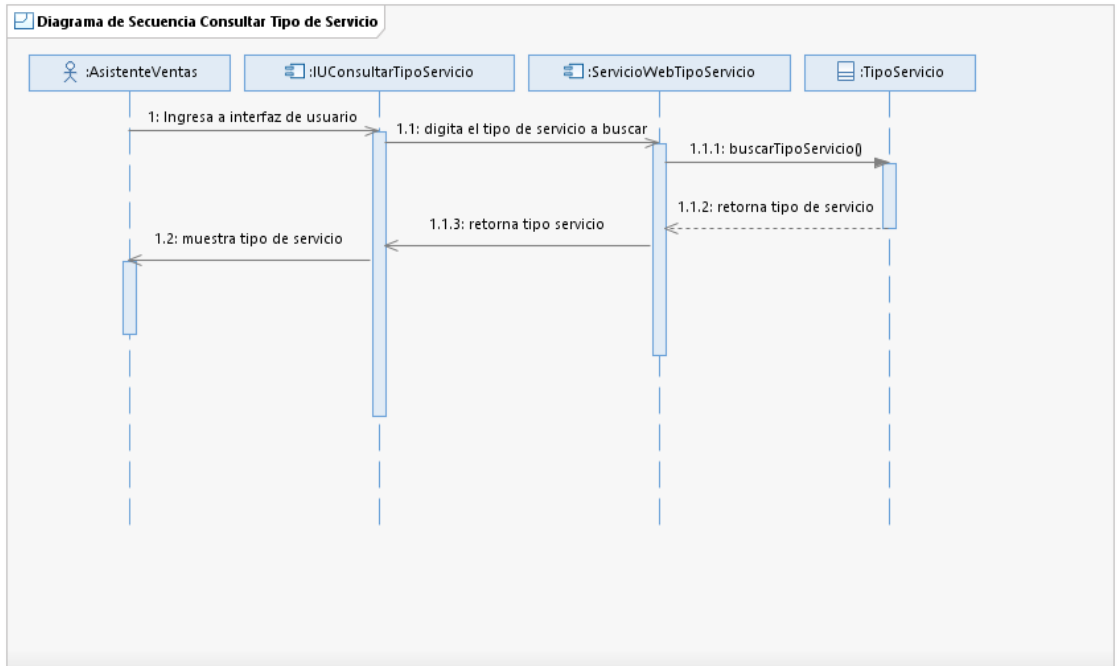 Diagrama de Secuencia Consultar Tipo de Servicio
:AsistenteVentas
:IUConsultarTipoServicio
:ServicioWebTipoServicio
:TipoServicio
1: Ingresa a interfaz de usuario
1.1: digita el tipo de servicio a buscar
1.1.1: buscarTipoServicio()
1.1.2: retorna tipo de servicio
1.1.3: retorna tipo servicio
1.2: muestra tipo de servicio